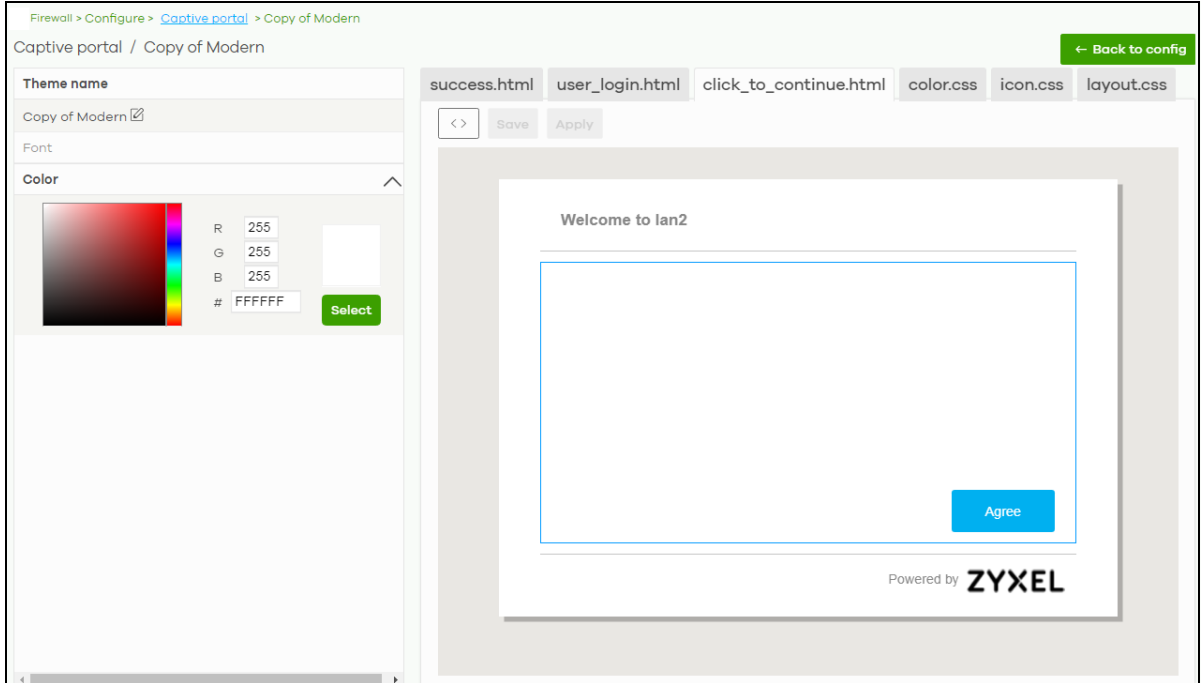 Firewall > Configure > Captive portal > Copy of Modern
Captive portal / Copy of Modern
← Back to config
Theme name
Copy of Modern
Font
Color
R 255
G 255
B 255
# FFFFFF
Select
success.html user_login.html click_to_continue.html color.css icon.css layout.css
<> Save Apply
Welcome to lan2
Agree
Powered by ZYXEL